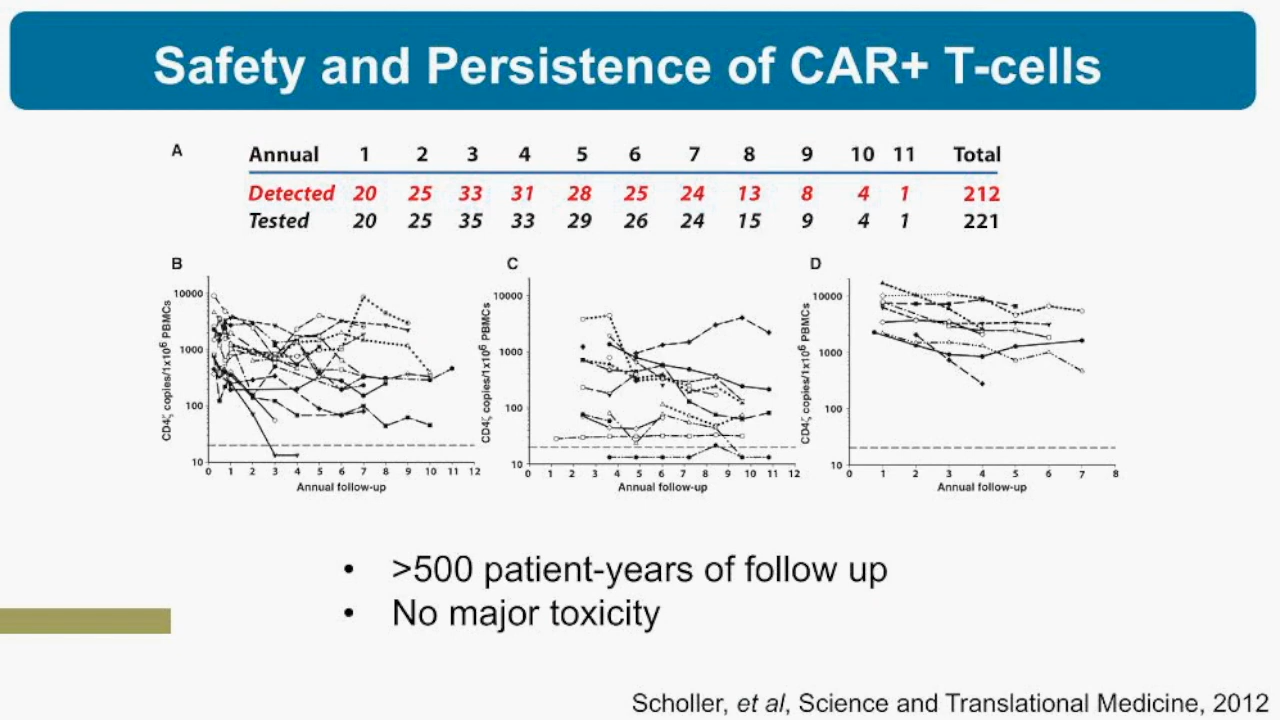 Safety and Persistence of CAR+ T-cells
A
Annual 1 2 3 4 5 6 7 8 9 10 11 Total
Detected 20 25 33 31 28 25 24 13 8 4 1 212
Tested 20 25 35 33 29 26 24 15 9 4 1 221
B
CD4ζ copies/1x10⁶ PBMCs
10000
1000
100
10
0 1 2 3 4 5 6 7 8 9 10 11 12
Annual follow-up
C
CD4ζ copies/1x10⁶ PBMCs
10000
1000
100
10
0 1 2 3 4 5 6 7 8 9 10 11 12
Annual follow-up
D
CD4ζ copies/1x10⁶ PBMCs
10000
1000
100
10
0 1 2 3 4 5 6 7 8
Annual follow-up
• >500 patient-years of follow up
• No major toxicity
Scholler, et al, Science and Translational Medicine, 2012